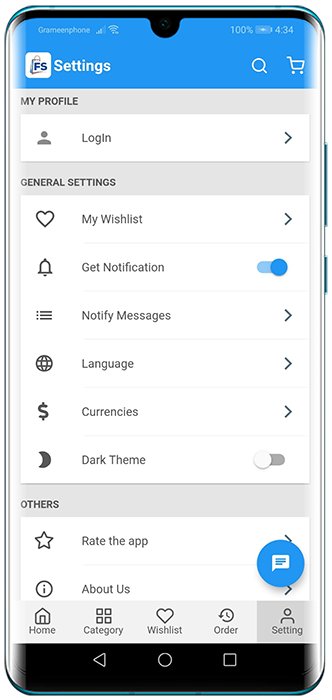 Grameenphone 100% 4:34
FS Settings
MY PROFILE
LogIn
GENERAL SETTINGS
My Wishlist
Get Notification
Notify Messages
Language
$ Currencies
Dark Theme
OTHERS
Rate the app
About Us
Home Category Wishlist Order Setting